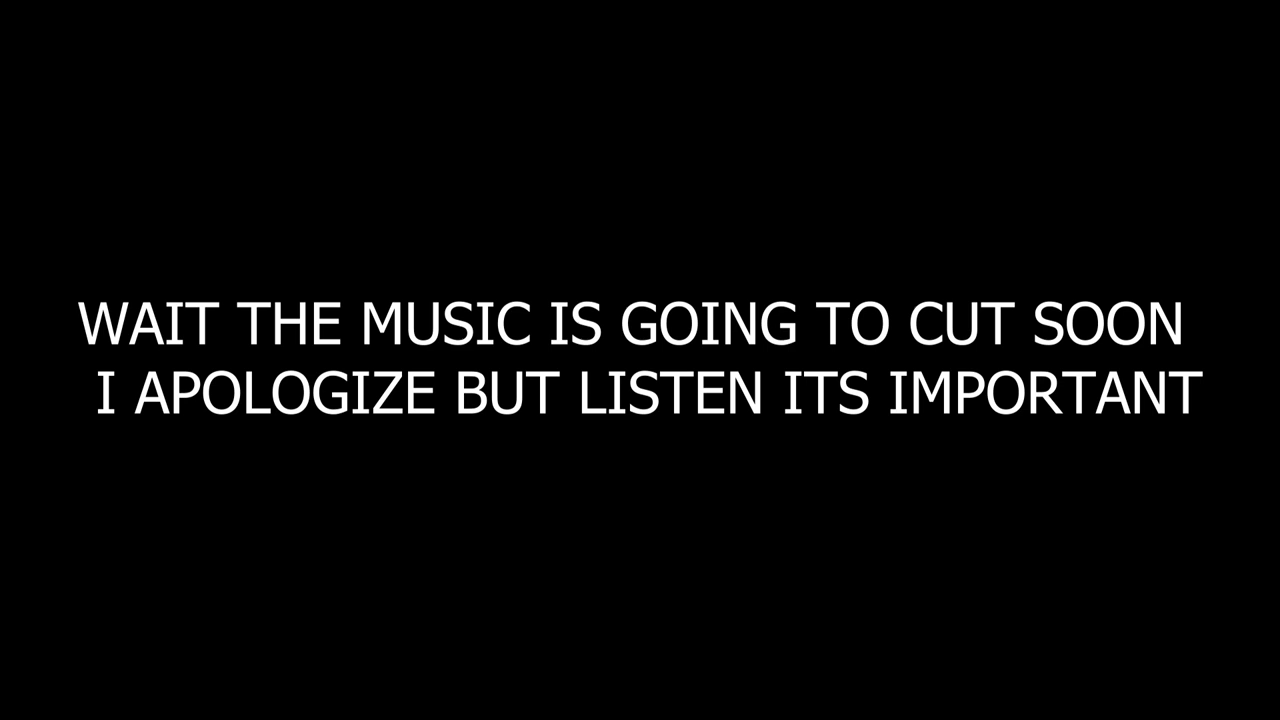 WAIT THE MUSIC IS GOING TO CUT SOON
I APOLOGIZE BUT LISTEN ITS IMPORTANT